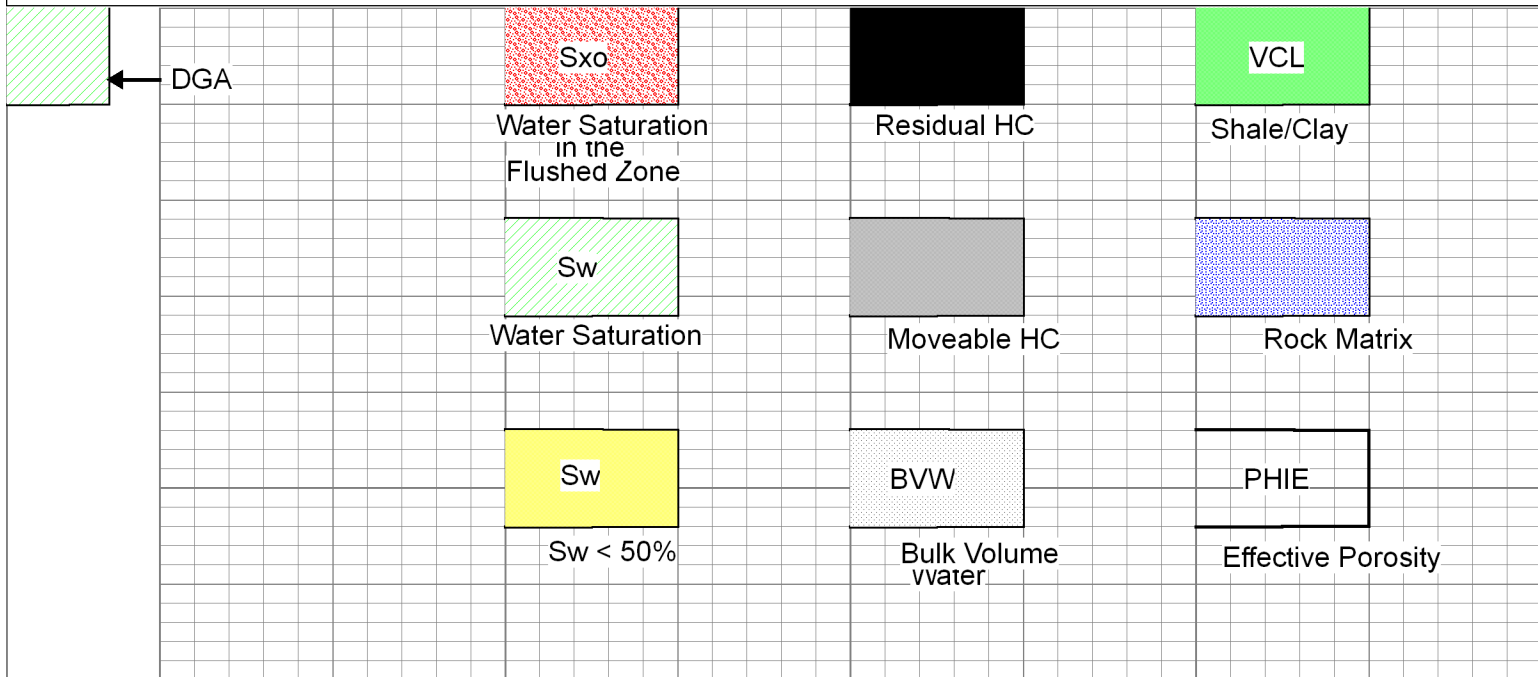 DGA
Sxo
Water Saturation
in the
Flushed Zone
Residual HC
VCL
Shale/Clay
Sw
Water Saturation
Moveable HC
Rock Matrix
Sw
Sw < 50%
BVW
Bulk Volume
Water
PHIE
Effective Porosity